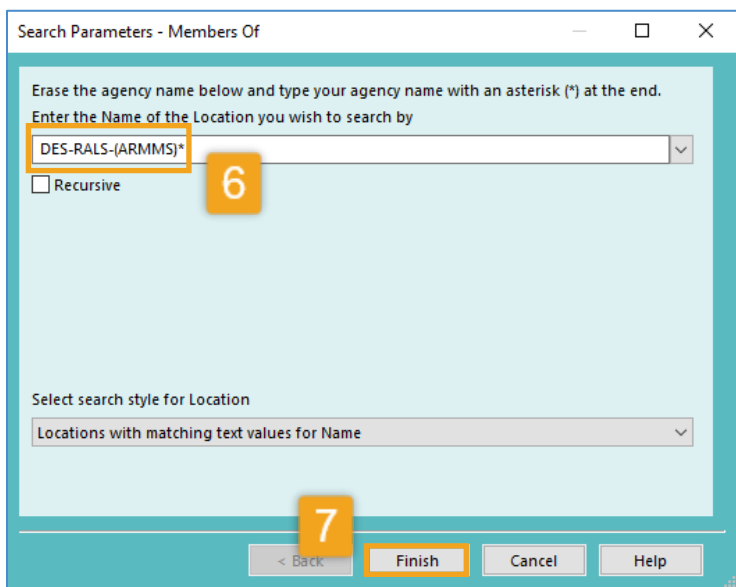 Search Parameters - Members Of
Erase the agency name below and type your agency name with an asterisk (*) at the end.
Enter the Name of the Location you wish to search by
DES-RALS-(ARMMS)*
6
Recursive
Select search style for Location
Locations with matching text values for Name
7
< Back Finish Cancel Help